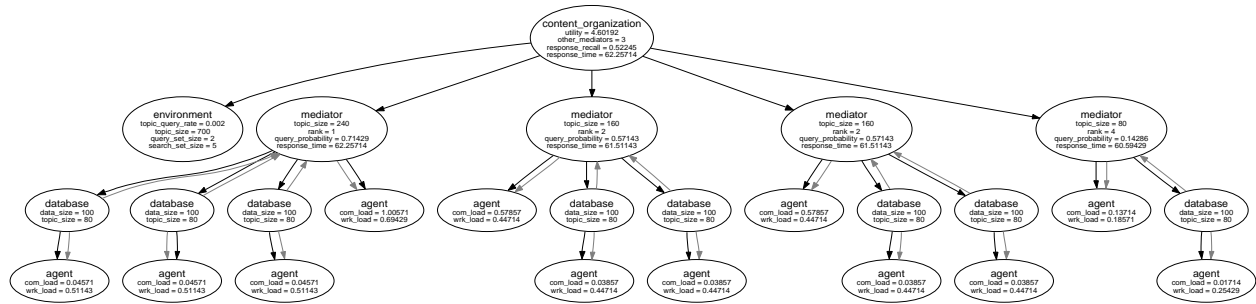 content_organization
utility = 4.60192
other_mediators = 3
response_recall = 0.52245
response_time = 62.25714
environment
topic_query_rate = 0.002
topic_size = 700
query_set_size = 2
search_set_size = 5
mediator
topic_size = 240
rank = 1
query_probability = 0.71429
response_time = 62.25714
mediator
topic_size = 160
rank = 2
query_probability = 0.57143
response_time = 61.51143
mediator
topic_size = 160
rank = 2
query_probability = 0.57143
response_time = 61.51143
mediator
topic_size = 80
rank = 4
query_probability = 0.14286
response_time = 60.59429
database
data_size = 100
topic_size = 80
database
data_size = 100
topic_size = 80
database
data_size = 100
topic_size = 80
agent
com_load = 1.00571
wrk_load = 0.69429
agent
com_load = 0.57857
wrk_load = 0.44714
database
data_size = 100
topic_size = 80
database
data_size = 100
topic_size = 80
agent
com_load = 0.57857
wrk_load = 0.44714
database
data_size = 100
topic_size = 80
database
data_size = 100
topic_size = 80
agent
com_load = 0.13714
wrk_load = 0.18571
database
data_size = 100
topic_size = 80
agent
com_load = 0.04571
wrk_load = 0.51143
agent
com_load = 0.04571
wrk_load = 0.51143
agent
com_load = 0.04571
wrk_load = 0.51143
agent
com_load = 0.03857
wrk_load = 0.44714
agent
com_load = 0.03857
wrk_load = 0.44714
agent
com_load = 0.03857
wrk_load = 0.44714
agent
com_load = 0.03857
wrk_load = 0.44714
agent
com_load = 0.01714
wrk_load = 0.25429